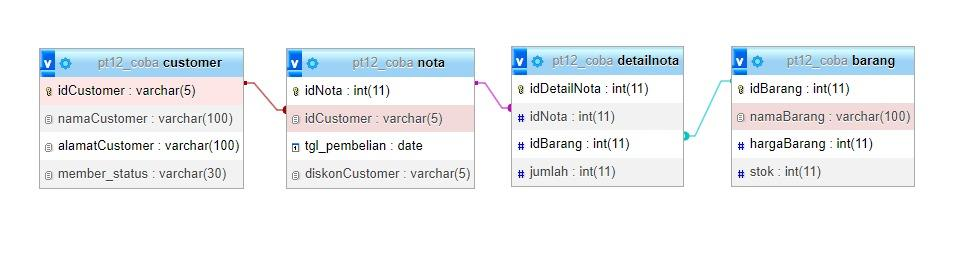 pt12_coba customer
idCustomer : varchar(5)
namaCustomer : varchar(100)
alamatCustomer : varchar(100)
member_status : varchar(30)
pt12_coba nota
idNota : int(11)
idCustomer : varchar(5)
tgl_pembelian : date
diskonCustomer : varchar(5)
pt12_coba detailnota
idDetailNota : int(11)
idNota : int(11)
idBarang : int(11)
jumlah : int(11)
pt12_coba barang
idBarang : int(11)
namaBarang : varchar(100)
hargaBarang : int(11)
stok : int(11)